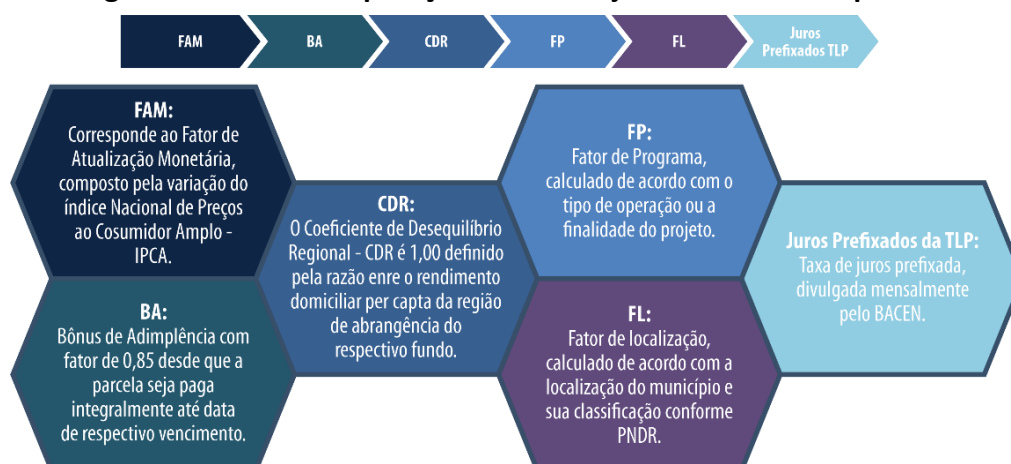 FAM
BA
CDR
FP
FL
Juros
Prefixados TLP
FAM:
Corresponde ao Fator de
Atualização Monetária,
composto pela variação do
índice Nacional de Preços
ao Cosumidor Amplo -
IPCA.
BA:
Bônus de Adimplência com
fator de 0,85 desde que a
parcela seja paga
integralmente até data
de respectivo vencimento.
CDR:
O Coeficiente de Desequilíbrio
Regional - CDR é 1,00 definido
pela razão enre o rendimento
domiciliar per capta da região
de abrangência do
respectivo fundo.
FP:
Fator de Programa,
calculado de acordo com o
tipo de operação ou a
finalidade do projeto.
FL:
Fator de localização,
calculado de acordo com a
localização do município e
sua classificação conforme
PNDR.
Juros Prefixados da TLP:
Taxa de juros prefixada,
divulgada mensalmente
pelo BACEN.